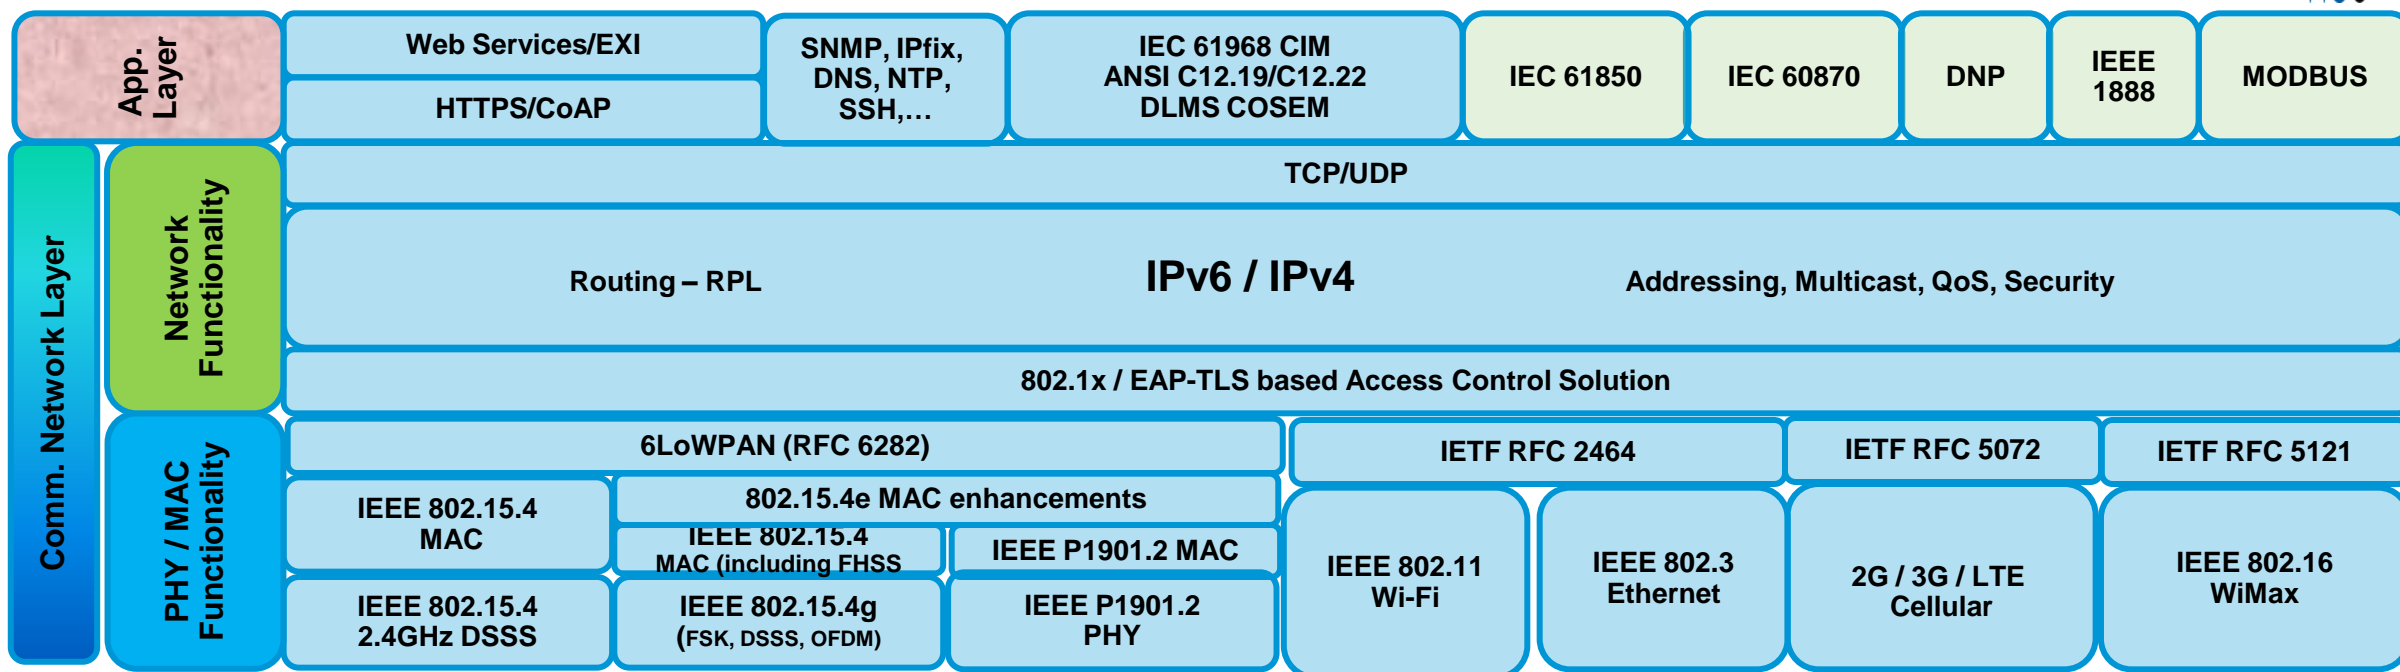 App.
Layer
Web Services/EXI
HTTPS/CoAP
SNMP, IPfix,
DNS, NTP,
SSH,...
IEC 61968 CIM
ANSI C12.19/C12.22
DLMS COSEM
IEC 61850
IEC 60870
DNP
IEEE
1888
MODBUS
Comm. Network Layer
Network
Functionality
TCP/UDP
Routing – RPL
IPv6 / IPv4
Addressing, Multicast, QoS, Security
802.1x / EAP-TLS based Access Control Solution
PHY / MAC
Functionality
6LoWPAN (RFC 6282)
IETF RFC 2464
IETF RFC 5072
IETF RFC 5121
IEEE 802.15.4
MAC
802.15.4e MAC enhancements
IEEE 802.15.4
MAC (including FHSS
IEEE P1901.2 MAC
IEEE 802.15.4
2.4GHz DSSS
IEEE 802.15.4g
(FSK, DSSS, OFDM)
IEEE P1901.2
PHY
IEEE 802.11
Wi-Fi
IEEE 802.3
Ethernet
2G / 3G / LTE
Cellular
IEEE 802.16
WiMax